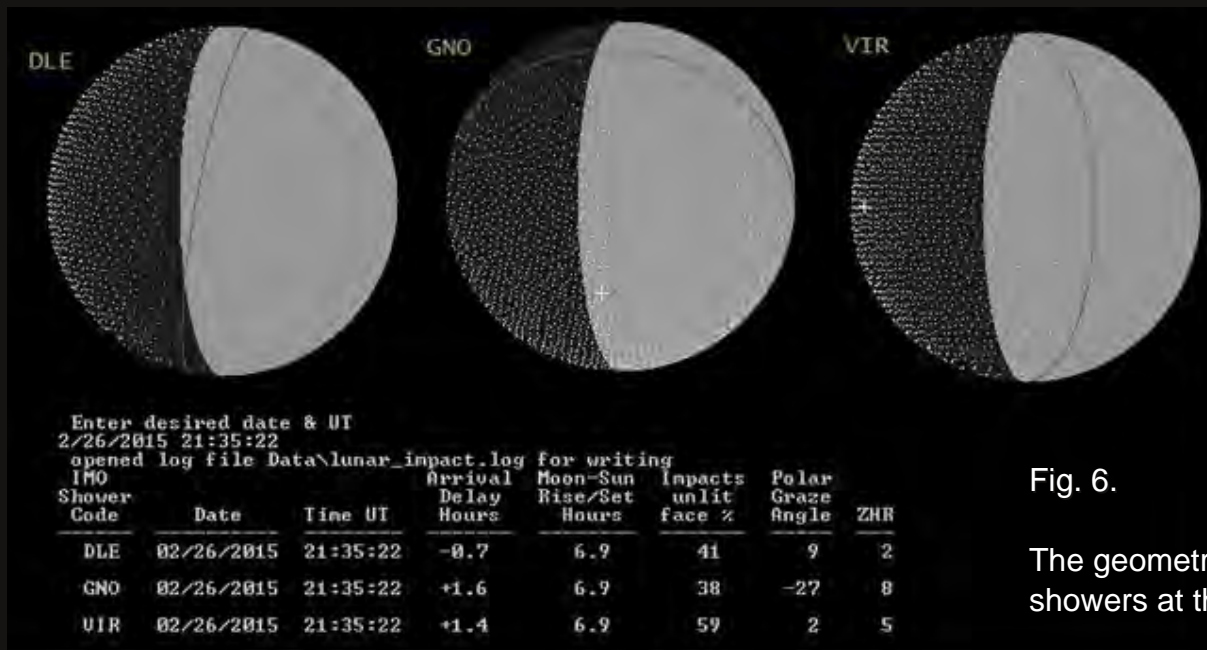 DLE
GNO
VIR
Enter desired date & UT
2/26/2015 21:35:22
opened log file Data\lunar_impact.log for writing
IMO Arrival Moon-Sun Impacts Polar
Shower Delay Rise/Set unlit Graze
Code Date Time UT Hours Hours face % Angle ZHR
DLE 02/26/2015 21:35:22 -0.7 6.9 41 9 2
GNO 02/26/2015 21:35:22 +1.6 6.9 38 -27 8
VIR 02/26/2015 21:35:22 +1.4 6.9 59 2 5
Fig. 6.
The geometr
showers at th